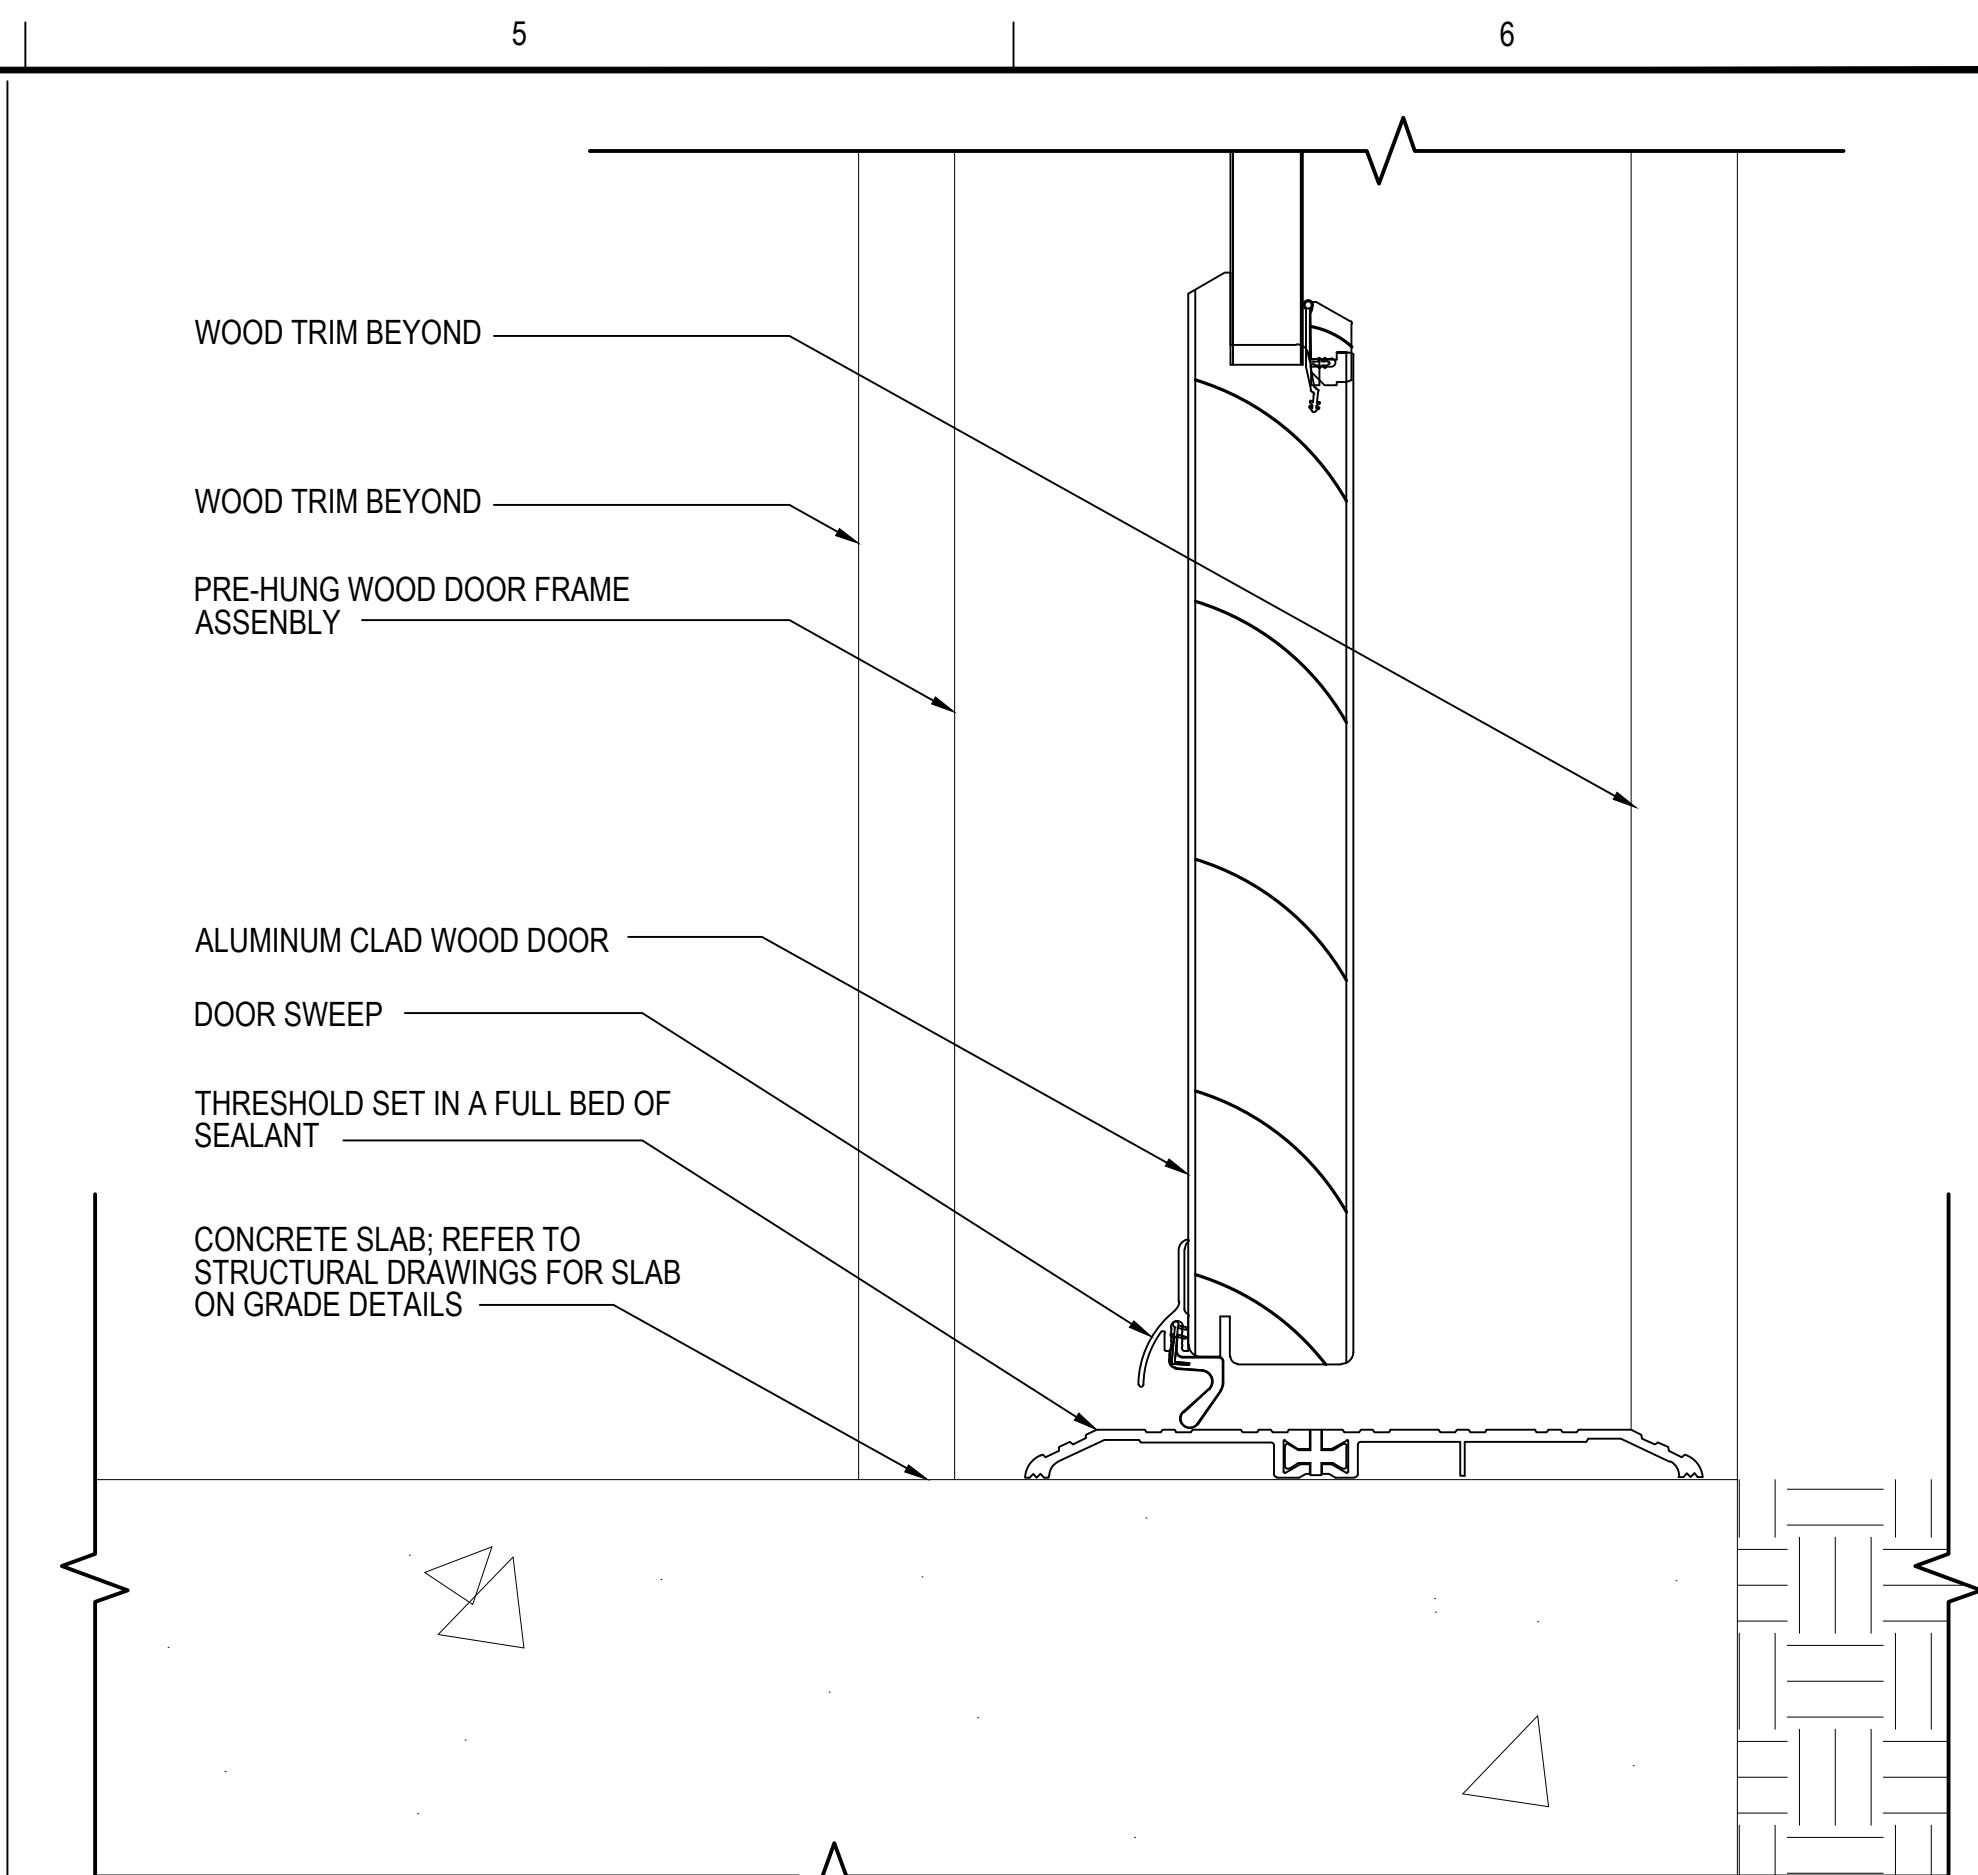 5
6
WOOD TRIM BEYOND
WOOD TRIM BEYOND
PRE-HUNG WOOD DOOR FRAME
ASSENBLY
ALUMINUM CLAD WOOD DOOR
DOOR SWEEP
THRESHOLD SET IN A FULL BED OF
SEALANT
CONCRETE SLAB; REFER TO
STRUCTURAL DRAWINGS FOR SLAB
ON GRADE DETAILS